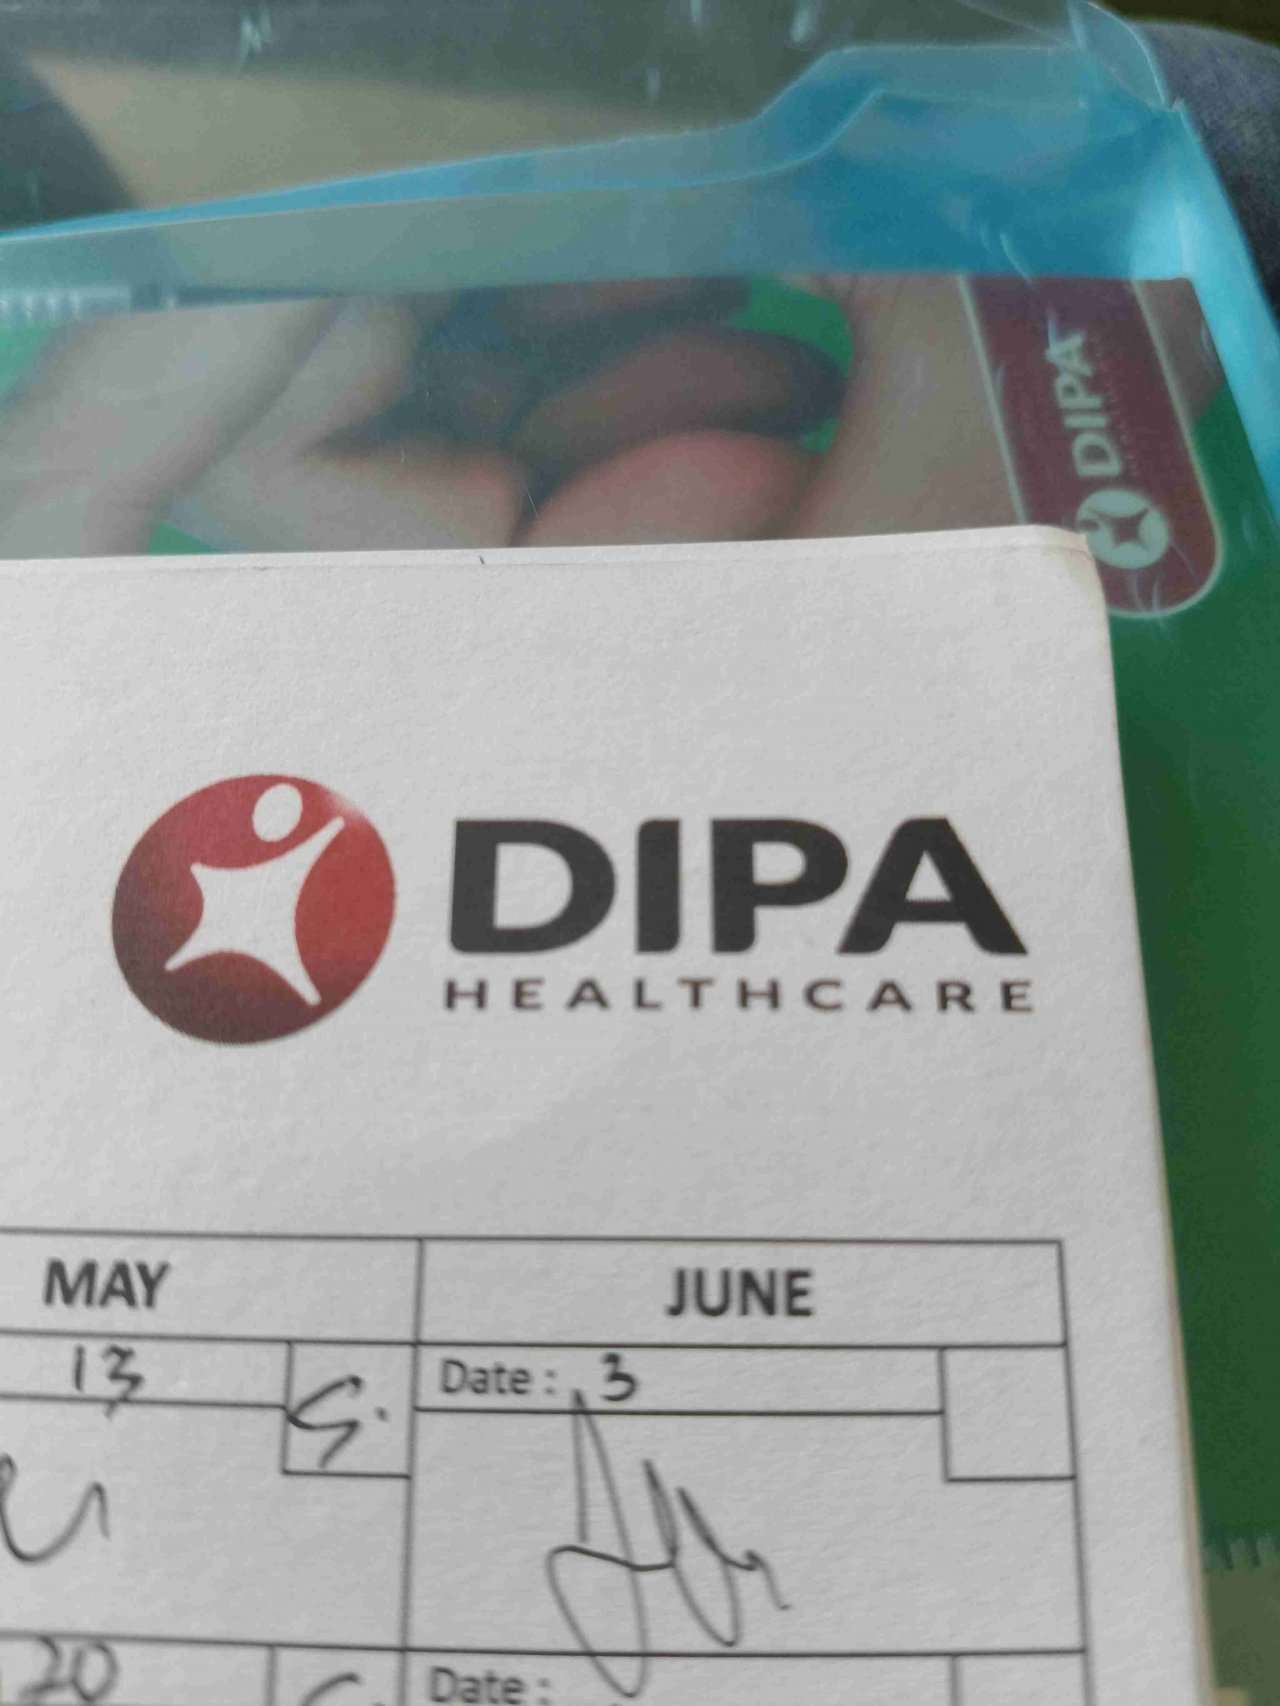 DIPA
DIPA
HEALTHCARE
MAY
JUNE
13
Date : 3
20
Date :